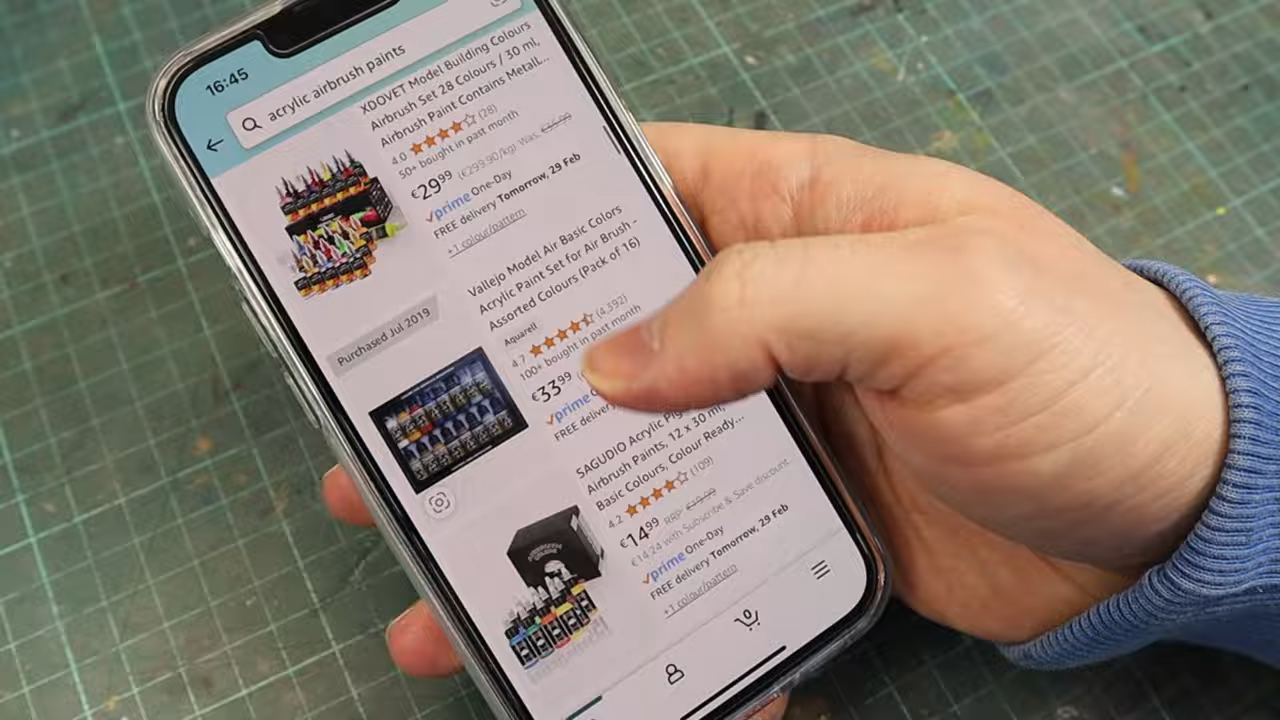 16:45
acrylic airbrush paints
XDOVET Model Building Colours
Airbrush Set 28 Colours / 30 ml,
Airbrush Paint Contains Metall...
4.0 (28)
50+ bought in past month
€29⁹⁹ (€299.90/kg) Was:
prime One-Day
FREE delivery Tomorrow, 29 Feb
+1 colour/pattern
Purchased Jul 2019
Vallejo Model Air Basic Colors
Acrylic Paint Set for Air Brush -
Assorted Colours (Pack of 16)
Aquarell
4.7 (4,392)
100+ bought in past month
€33⁹⁹
prime
FREE delivery
SAGUDIO Acrylic
Airbrush Paints, 12 x 30 ml,
Basic Colours, Colour Ready...
4.2 (109)
€14⁹⁹ RRP: €19.99
€14.24 with Subscribe & Save discount
prime One-Day
FREE delivery Tomorrow, 29 Feb
+1 colour/pattern
0